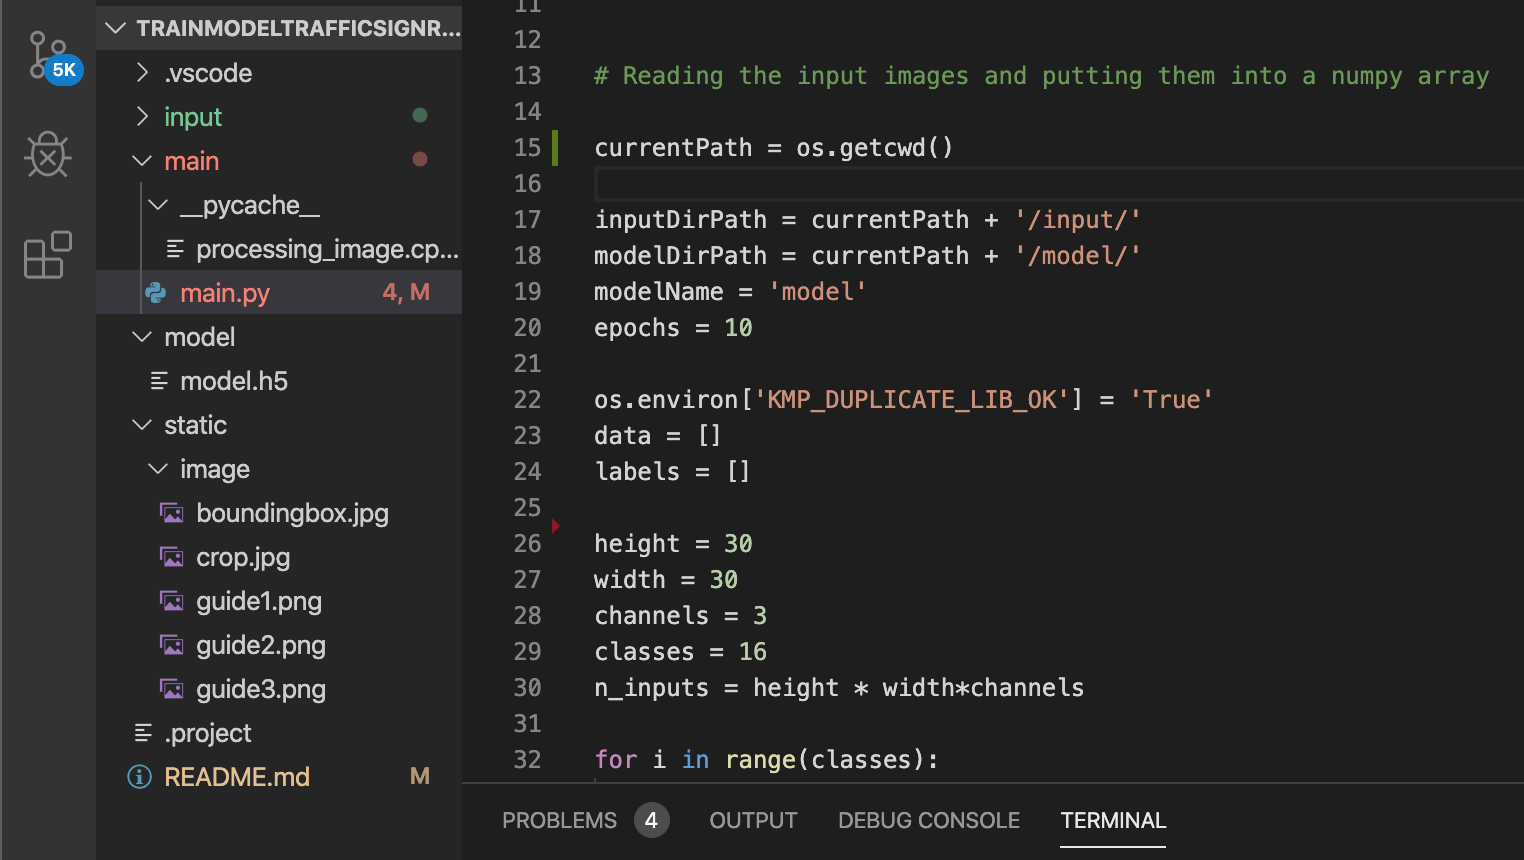 5K
TRAINMODELTRAFFICSIGNR...
.vscode
input
main
__pycache__
processing_image.cp...
main.py 4, M
model
model.h5
static
image
boundingbox.jpg
crop.jpg
guide1.png
guide2.png
guide3.png
.project
README.md M
11
12
13 # Reading the input images and putting them into a numpy array
14
15 currentPath = os.getcwd()
16
17 inputDirPath = currentPath + '/input/'
18 modelDirPath = currentPath + '/model/'
19 modelName = 'model'
20 epochs = 10
21
22 os.environ['KMP_DUPLICATE_LIB_OK'] = 'True'
23 data = []
24 labels = []
25
26 height = 30
27 width = 30
28 channels = 3
29 classes = 16
30 n_inputs = height * width*channels
31
32 for i in range(classes):
PROBLEMS 4 OUTPUT DEBUG CONSOLE TERMINAL